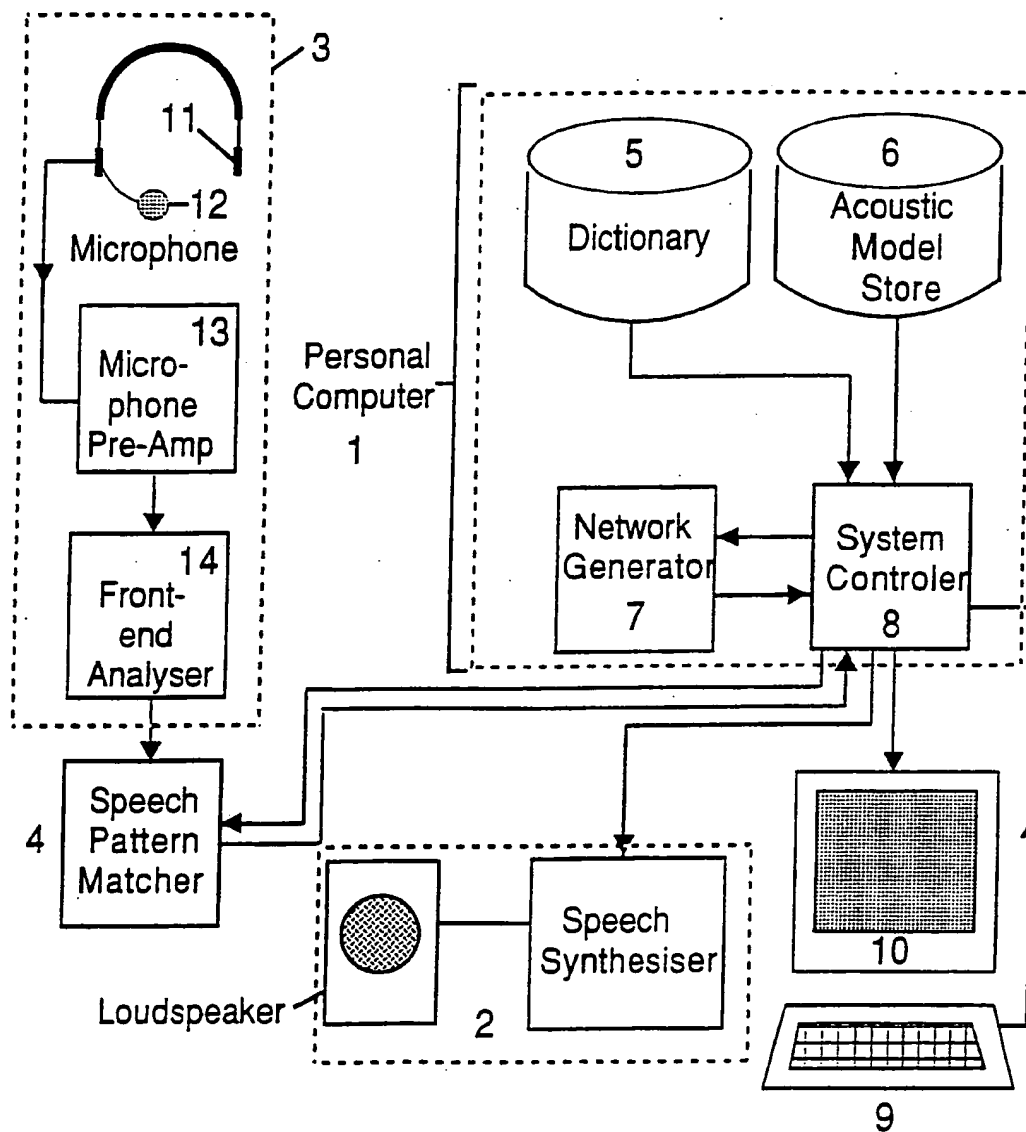 3
11
12
Microphone
13
Micro-
phone
Pre-Amp
14
Front-
end
Analyser
4
Speech
Pattern
Matcher
Personal
Computer
1
5
Dictionary
6
Acoustic
Model
Store
Network
Generator
7
System
Controler
8
Loudspeaker
2
Speech
Synthesiser
10
9